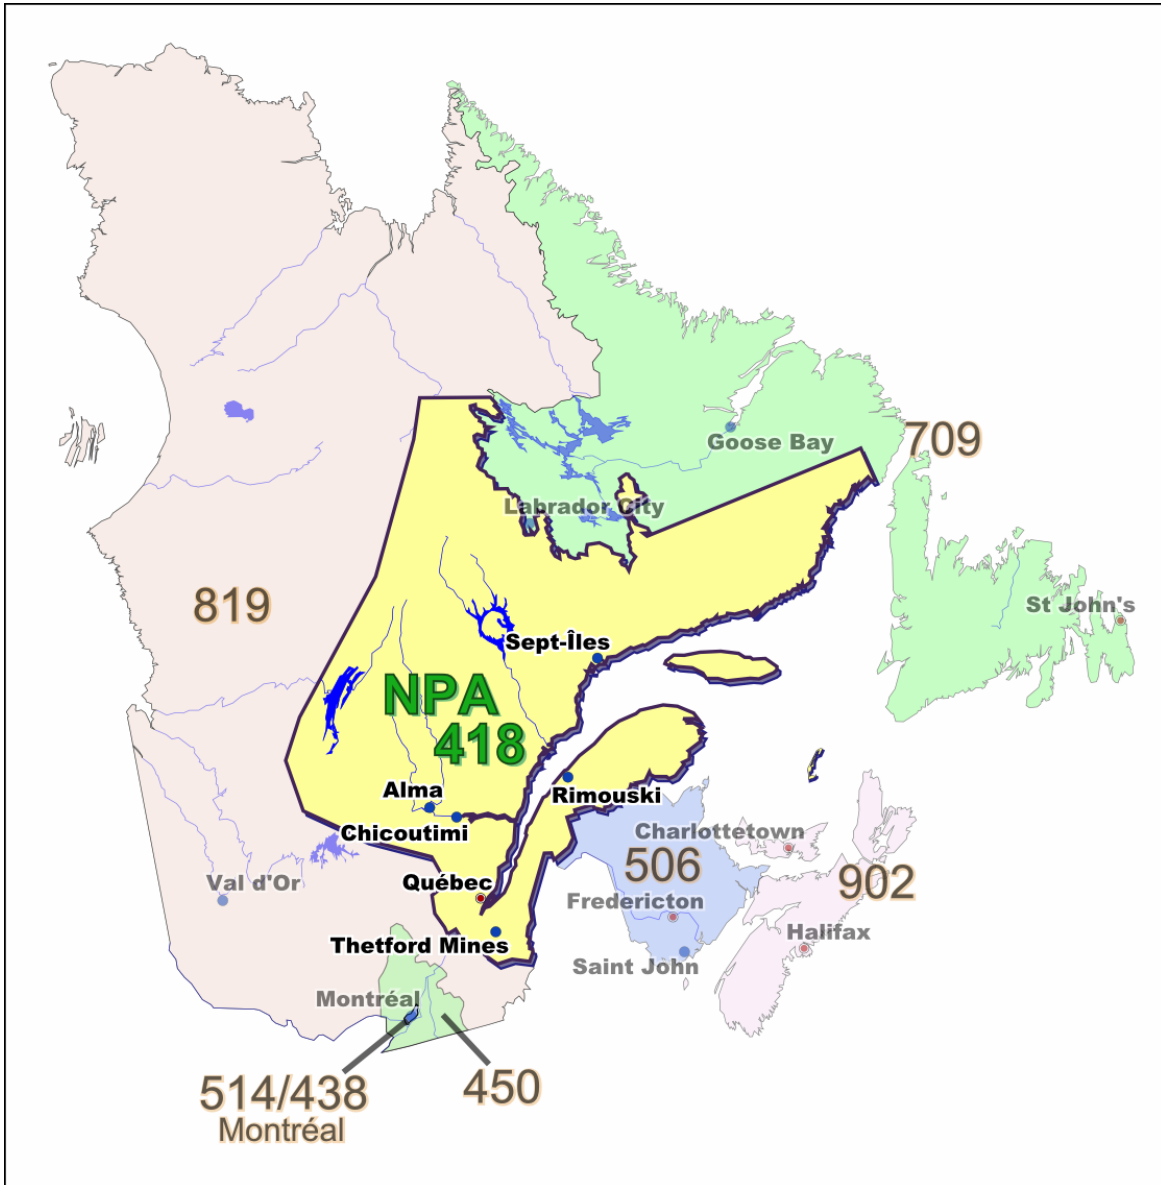 709
Goose Bay
Labrador City
819
St John's
Sept-Îles
NPA
418
Alma
Rimouski
Chicoutimi
Charlottetown
506
902
Val d'Or
Québec
Fredericton
Thetford Mines
Halifax
Saint John
Montréal
514/438
Montréal
450